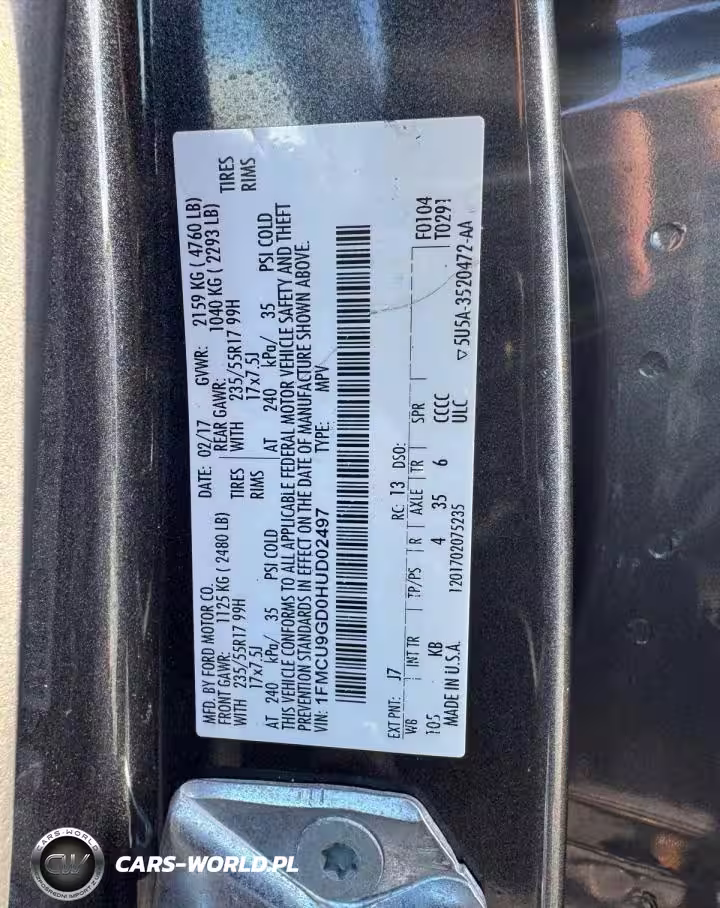 MFD. BY FORD MOTOR CO.
DATE: 02/17 GVWR: 2159 KG ( 4760 LB)
FRONT GAWR: 1125 KG ( 2480 LB)
REAR GAWR: 1040 KG ( 2293 LB)
WITH TIRES
235/55R17 99H
WITH TIRES
235/55R17 99H
17x7.5J RIMS
17x7.5J RIMS
AT 240 kPa/ 35 PSI COLD
AT 240 kPa/ 35 PSI COLD
THIS VEHICLE CONFORMS TO ALL APPLICABLE FEDERAL MOTOR VEHICLE SAFETY AND THEFT
PREVENTION STANDARDS IN EFFECT ON THE DATE OF MANUFACTURE SHOWN ABOVE.
VIN: 1FMCU9GD0HUD02497
TYPE: MPV
EXT PNT: J7 RC: 13 DSO: F0104
T0291
WB INT TR TP/PS R AXLE TR SPR
105 KB 4 35 6 CCCC
ULC
MADE IN U.S.A. 1201702075235 ▽5U5A-3520472-AA
CARS-WORLD
CW
CARS-WORLD.PL